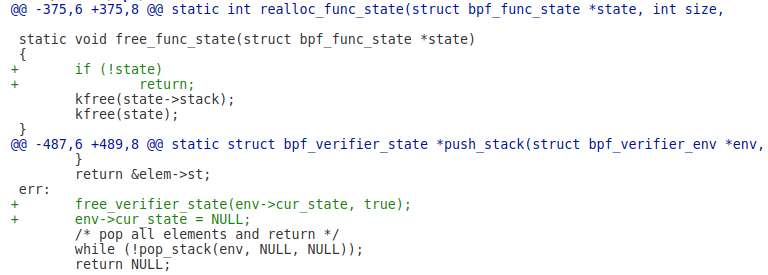 @@ -375,6 +375,8 @@ static int realloc_func_state(struct bpf_func_state *state, int size,
static void free_func_state(struct bpf_func_state *state)
{
+ if (!state)
+ return;
kfree(state->stack);
kfree(state);
}
@@ -487,6 +489,8 @@ static struct bpf_verifier_state *push_stack(struct bpf_verifier_env *env,
}
return &elem->st;
err:
+ free_verifier_state(env->cur_state, true);
+ env->cur_state = NULL;
/* pop all elements and return */
while (!pop_stack(env, NULL, NULL));
return NULL;